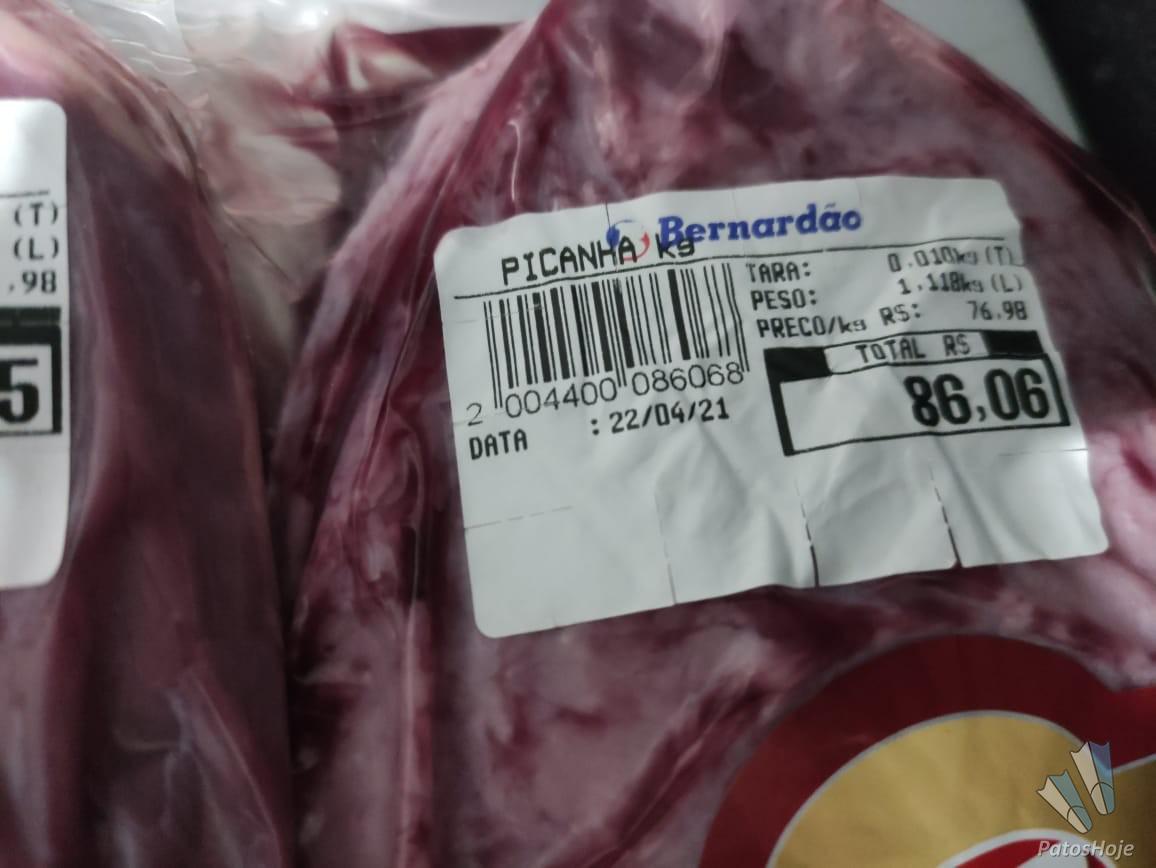 (T)
(L)
,98
5
Bernardão
PICANHA kg
TARA: 0,010kg (T)
PESO: 1,118kg (L)
PRECO/kg R$: 76,98
TOTAL R$
86,06
2 004400 086068
DATA : 22/04/21
PatosHoje